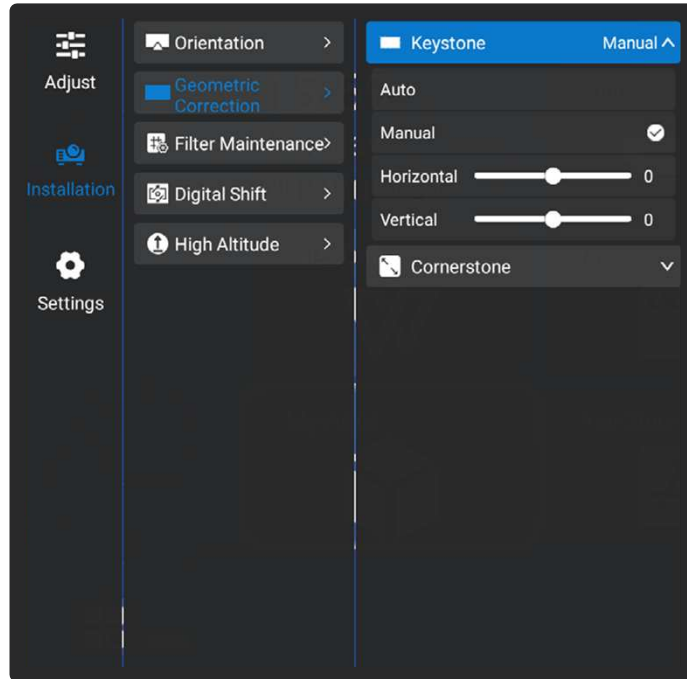 Adjust
Installation
Settings
Orientation
Geometric
Correction
Filter Maintenance
Digital Shift
High Altitude
Keystone Manual
Auto
Manual
Horizontal 0
Vertical 0
Cornerstone